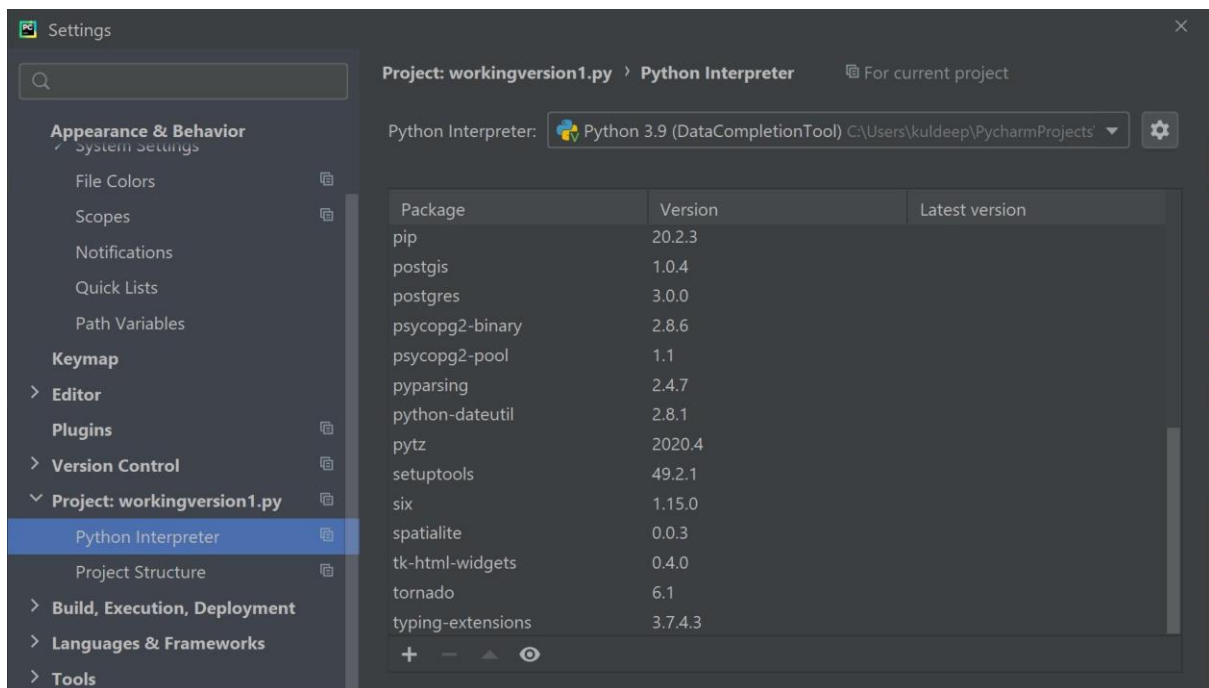 Settings
Appearance & Behavior
System Settings
File Colors
Scopes
Notifications
Quick Lists
Path Variables
Keymap
Editor
Plugins
Version Control
Project: workingversion1.py
Python Interpreter
Project Structure
Build, Execution, Deployment
Languages & Frameworks
Tools
Project: workingversion1.py › Python Interpreter For current project
Python Interpreter: Python 3.9 (DataCompletionTool) C:\Users\kuldeep\PycharmProjects\
Package Version Latest version
pip 20.2.3
postgis 1.0.4
postgres 3.0.0
psycopg2-binary 2.8.6
psycopg2-pool 1.1
pyparsing 2.4.7
python-dateutil 2.8.1
pytz 2020.4
setuptools 49.2.1
six 1.15.0
spatialite 0.0.3
tk-html-widgets 0.4.0
tornado 6.1
typing-extensions 3.7.4.3